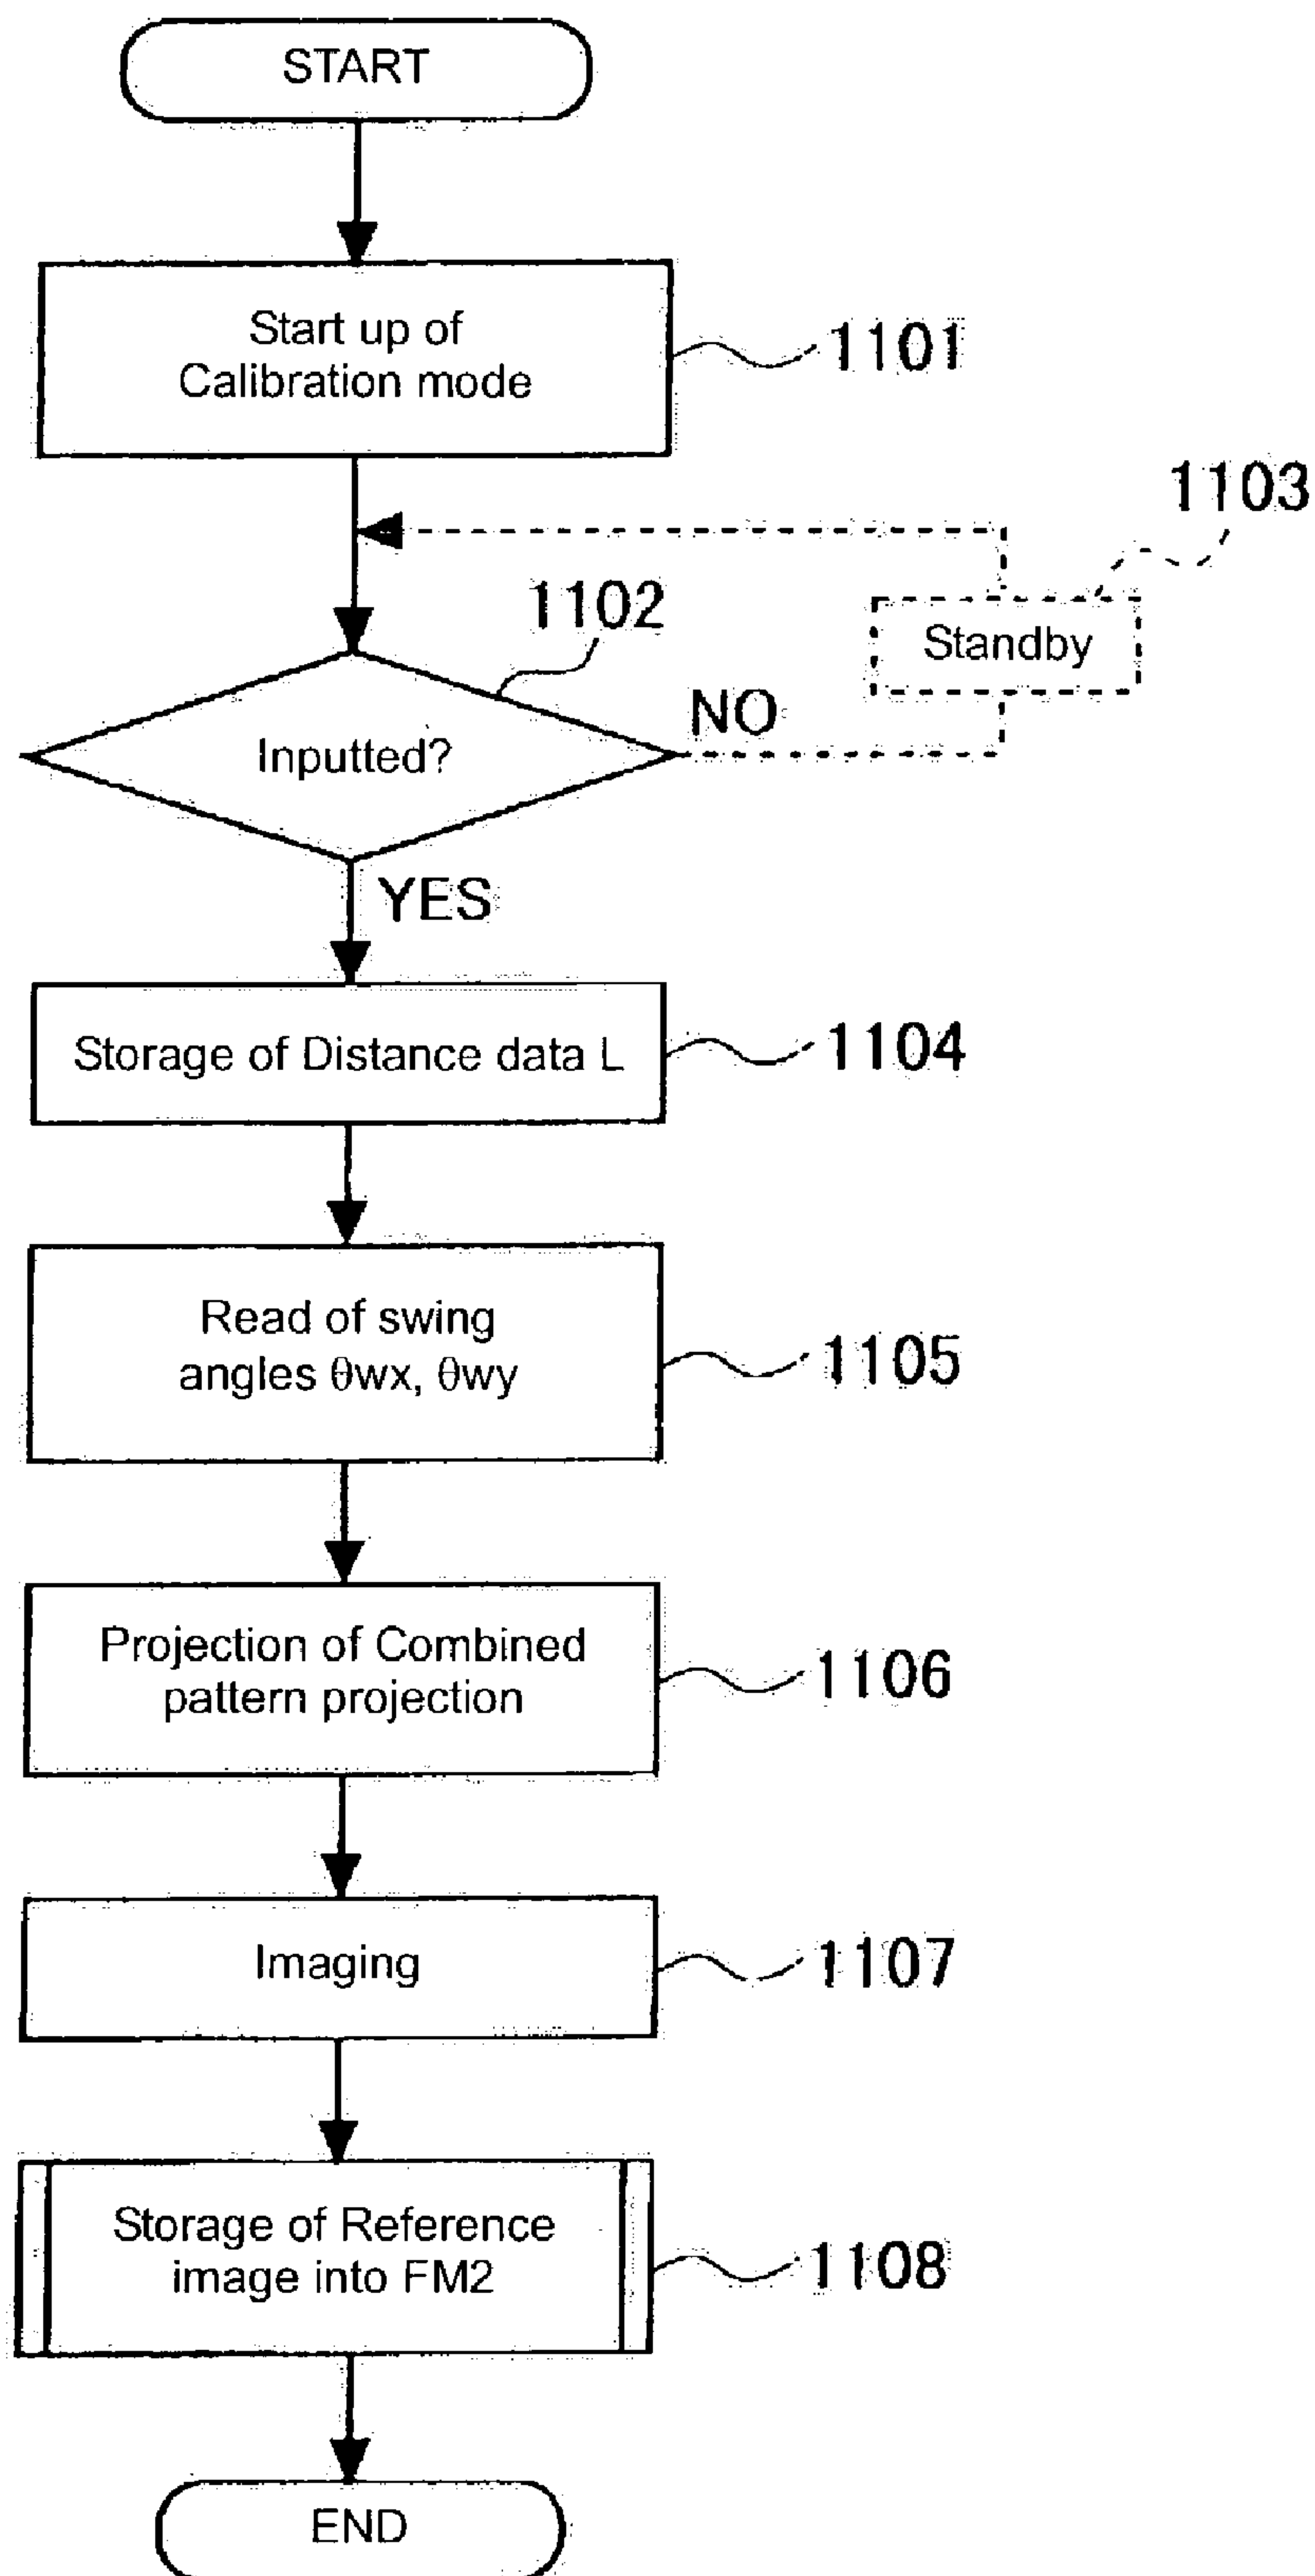 START
Start up of
Calibration mode
1101
1103
1102
Standby
NO
Inputted?
YES
Storage of Distance data L
1104
Read of swing
angles θwx, θwy
1105
Projection of Combined
pattern projection
1106
Imaging
1107
Storage of Reference
image into FM2
1108
END